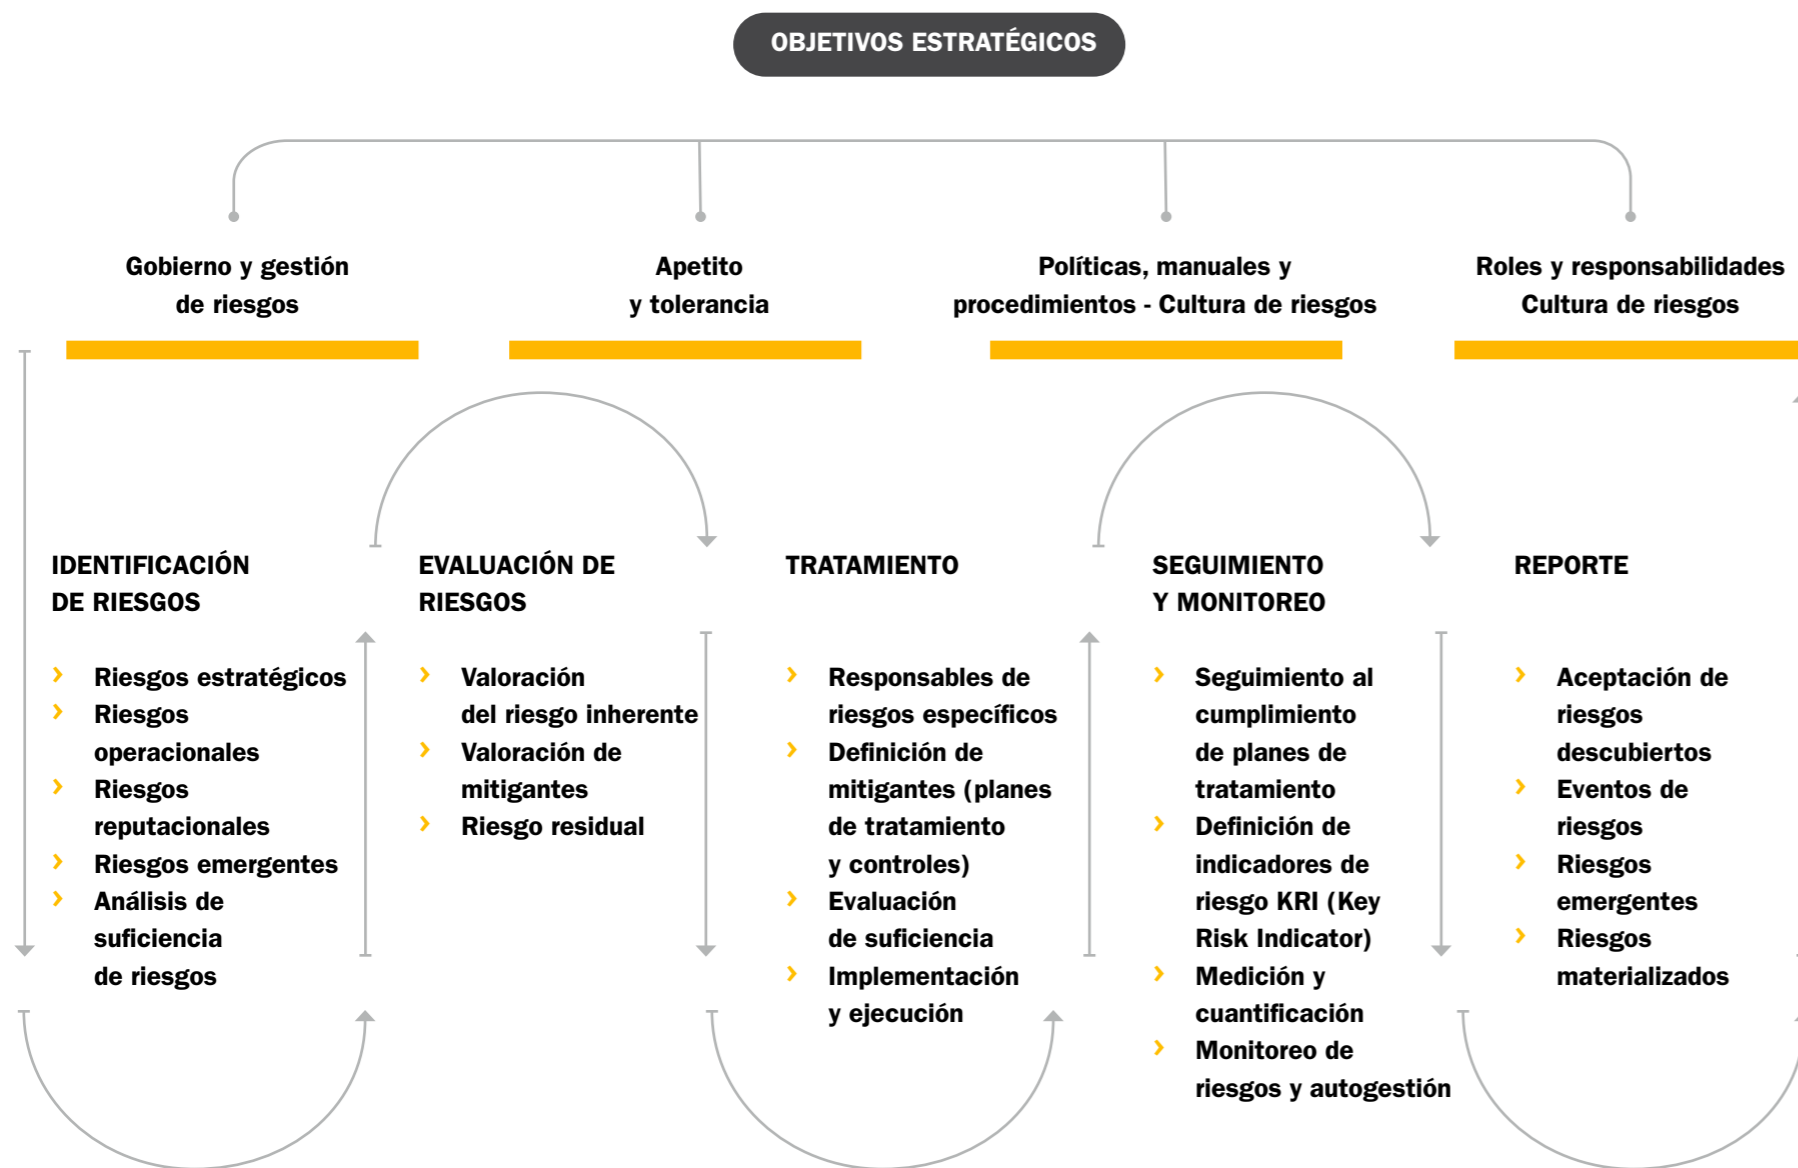 OBJETIVOS ESTRATÉGICOS
Gobierno y gestión
de riesgos
Apetito
y tolerancia
Políticas, manuales y
procedimientos - Cultura de riesgos
Roles y responsabilidades
Cultura de riesgos
IDENTIFICACIÓN
DE RIESGOS
› Riesgos estratégicos
› Riesgos
operacionales
› Riesgos
reputacionales
› Riesgos emergentes
› Análisis de
suficiencia
de riesgos
EVALUACIÓN DE
RIESGOS
› Valoración
del riesgo inherente
› Valoración de
mitigantes
› Riesgo residual
TRATAMIENTO
› Responsables de
riesgos específicos
› Definición de
mitigantes (planes
de tratamiento
y controles)
› Evaluación
de suficiencia
› Implementación
y ejecución
SEGUIMIENTO
Y MONITOREO
› Seguimiento al
cumplimiento
de planes de
tratamiento
› Definición de
indicadores de
riesgo KRI (Key
Risk Indicator)
› Medición y
cuantificación
› Monitoreo de
riesgos y autogestión
REPORTE
› Aceptación de
riesgos
descubiertos
› Eventos de
riesgos
› Riesgos
emergentes
› Riesgos
materializados